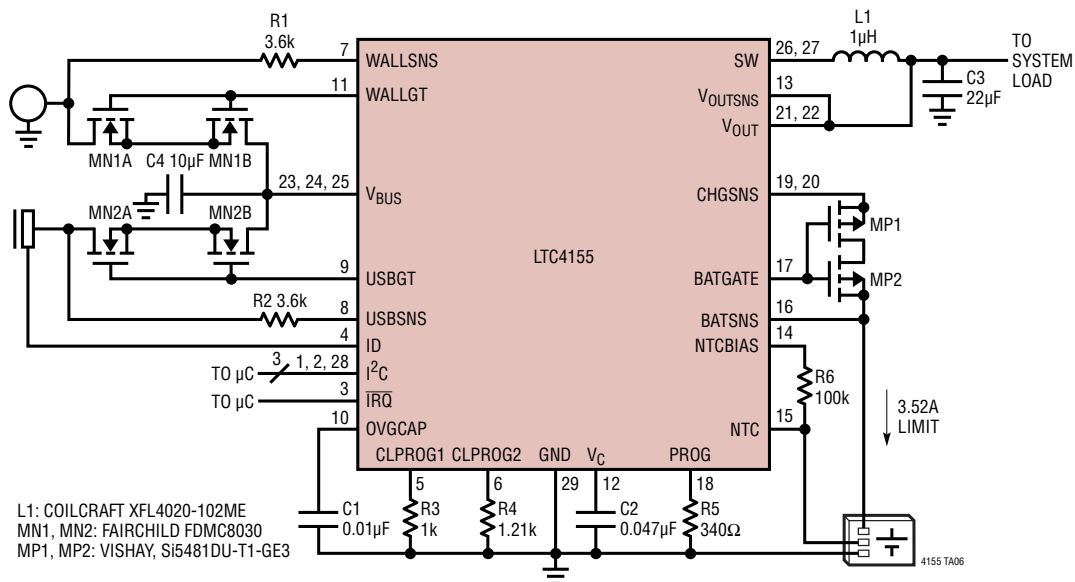 R1
3.6k
7
WALLSNS
11
WALLGT
MN1A
MN1B
C4 10µF
23, 24, 25
VBUS
MN2A
MN2B
9
USBGT
R2 3.6k
8
USBSNS
4
ID
TO µC
3
1, 2, 28
I2C
TO µC
3
IRQ
10
OVGCAP
LTC4155
SW
26, 27
L1
1µH
TO
SYSTEM
LOAD
C3
22µF
13
VOUTSNS
21, 22
VOUT
19, 20
CHGSNS
MP1
17
BATGATE
MP2
16
BATSNS
14
NTCBIAS
R6
100k
15
NTC
3.52A
LIMIT
CLPROG1
CLPROG2
GND
VC
PROG
5
6
29
12
18
C1
0.01µF
R3
1k
R4
1.21k
C2
0.047µF
R5
340Ω
L1: COILCRAFT XFL4020-102ME
MN1, MN2: FAIRCHILD FDMC8030
MP1, MP2: VISHAY, Si5481DU-T1-GE3
4155 TA06